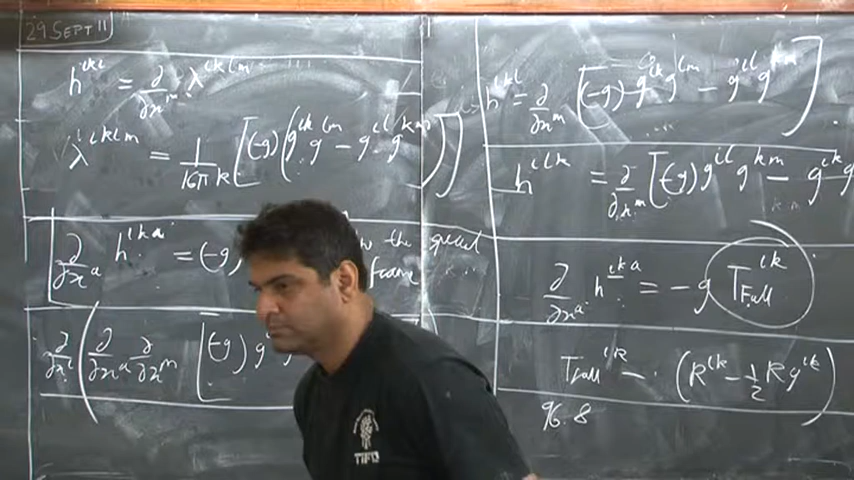 29 SEPT 11
h^{ikl} = ∂/∂x^m λ^{iklm}
λ^{iklm} = 1/16πk [(-g)(g^{ik} g^{lm} - g^{il} g^{km})]
∂/∂x^a h^{ika} = (-g) the special
frame
∂/∂x^i (∂/∂x^a ∂/∂x^m [(-g) g
h^{ikl} = ∂/∂x^m [(-g) g^{ik} g^{lm} - g^{il} g^{km}]
h^{ilk} = ∂/∂x^m [(-g) g^{il} g^{km} - g^{ik} g
∂/∂x^a h^{ika} = -g T_{Full}^{ik}
T_{Full}^{ik} - (R^{ik} - 1/2 R g^{ik})
96.8
TIFR